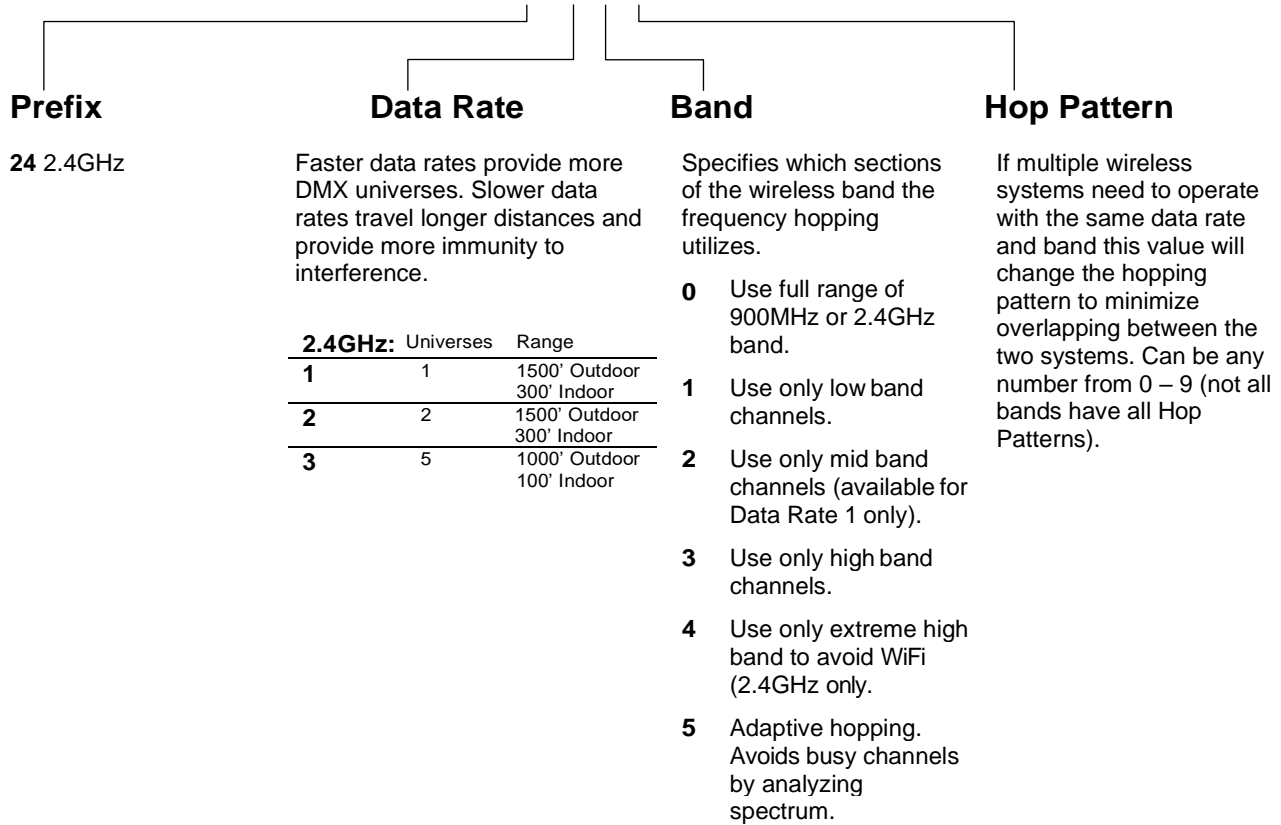 Prefix
24 2.4GHz
Data Rate
Faster data rates provide more
DMX universes. Slower data
rates travel longer distances and
provide more immunity to
interference.
2.4GHz: Universes Range
1 1 1500' Outdoor
300' Indoor
2 2 1500' Outdoor
300' Indoor
3 5 1000' Outdoor
100' Indoor
Band
Specifies which sections
of the wireless band the
frequency hopping
utilizes.
0 Use full range of
900MHz or 2.4GHz
band.
1 Use only low band
channels.
2 Use only mid band
channels (available for
Data Rate 1 only).
3 Use only high band
channels.
4 Use only extreme high
band to avoid WiFi
(2.4GHz only.
5 Adaptive hopping.
Avoids busy channels
by analyzing
spectrum.
Hop Pattern
If multiple wireless
systems need to operate
with the same data rate
and band this value will
change the hopping
pattern to minimize
overlapping between the
two systems. Can be any
number from 0 – 9 (not all
bands have all Hop
Patterns).